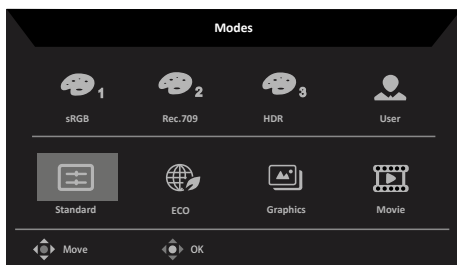 Modes
1 2 3
sRGB Rec.709 HDR User
Standard ECO Graphics Movie
Move OK